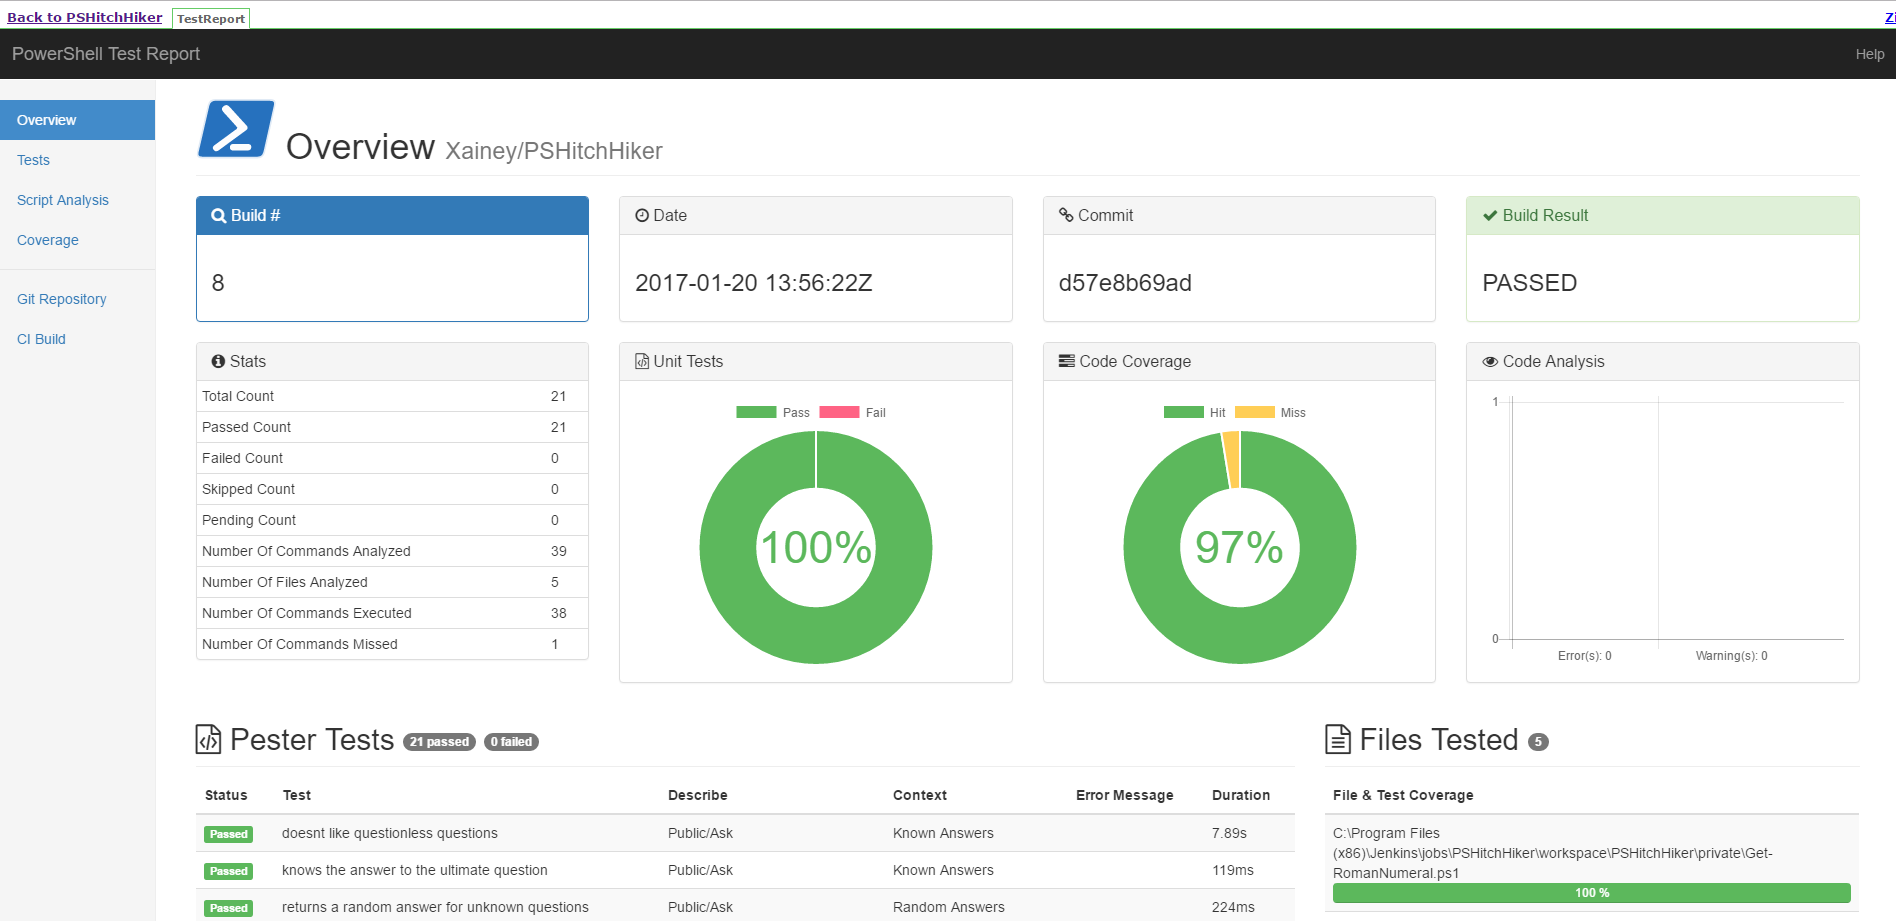 Back to PSHitchHiker TestReport
PowerShell Test Report Help
Overview
Tests
Script Analysis
Coverage
Git Repository
CI Build
Overview Xainey/PSHitchHiker
Build #
8
Date
2017-01-20 13:56:22Z
Commit
d57e8b69ad
Build Result
PASSED
Stats
Total Count 21
Passed Count 21
Failed Count 0
Skipped Count 0
Pending Count 0
Number Of Commands Analyzed 39
Number Of Files Analyzed 5
Number Of Commands Executed 38
Number Of Commands Missed 1
Unit Tests
Pass Fail
100%
Code Coverage
Hit Miss
97%
Code Analysis
1
0
Error(s): 0 Warning(s): 0
Pester Tests 21 passed 0 failed
Status Test Describe Context Error Message Duration
Passed doesnt like questionless questions Public/Ask Known Answers 7.89s
Passed knows the answer to the ultimate question Public/Ask Known Answers 119ms
Passed returns a random answer for unknown questions Public/Ask Random Answers 224ms
Files Tested 5
File & Test Coverage
C:\Program Files
(x86)\Jenkins\jobs\PSHitchHiker\workspace\PSHitchHiker\private\Get-
RomanNumeral.ps1
100 %